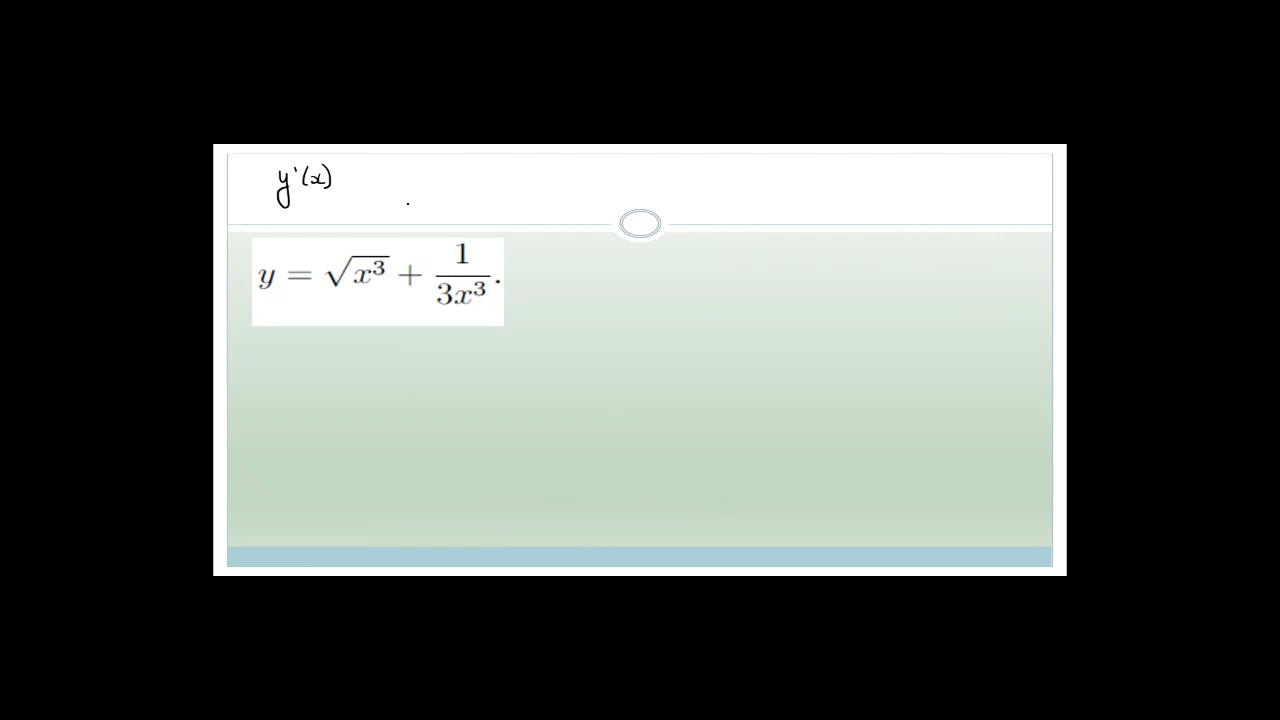 y'(x)
y = √x³ + 1/3x³.